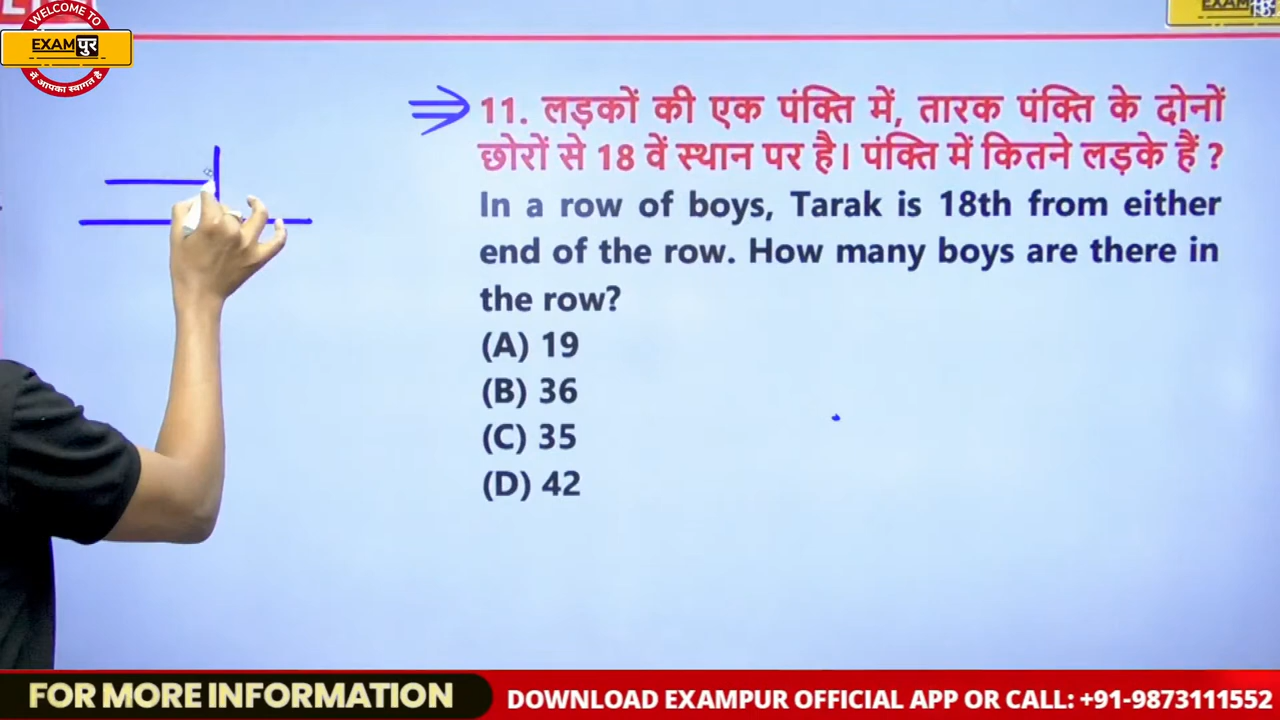 WELCOME TO
EXAMपुर
में आपका स्वागत है
11. लड़कों की एक पंक्ति में, तारक पंक्ति के दोनों
छोरों से 18 वें स्थान पर है। पंक्ति में कितने लड़के हैं ?
In a row of boys, Tarak is 18th from either
end of the row. How many boys are there in
the row?
(A) 19
(B) 36
(C) 35
(D) 42
FOR MORE INFORMATION
DOWNLOAD EXAMPUR OFFICIAL APP OR CALL: +91-9873111552